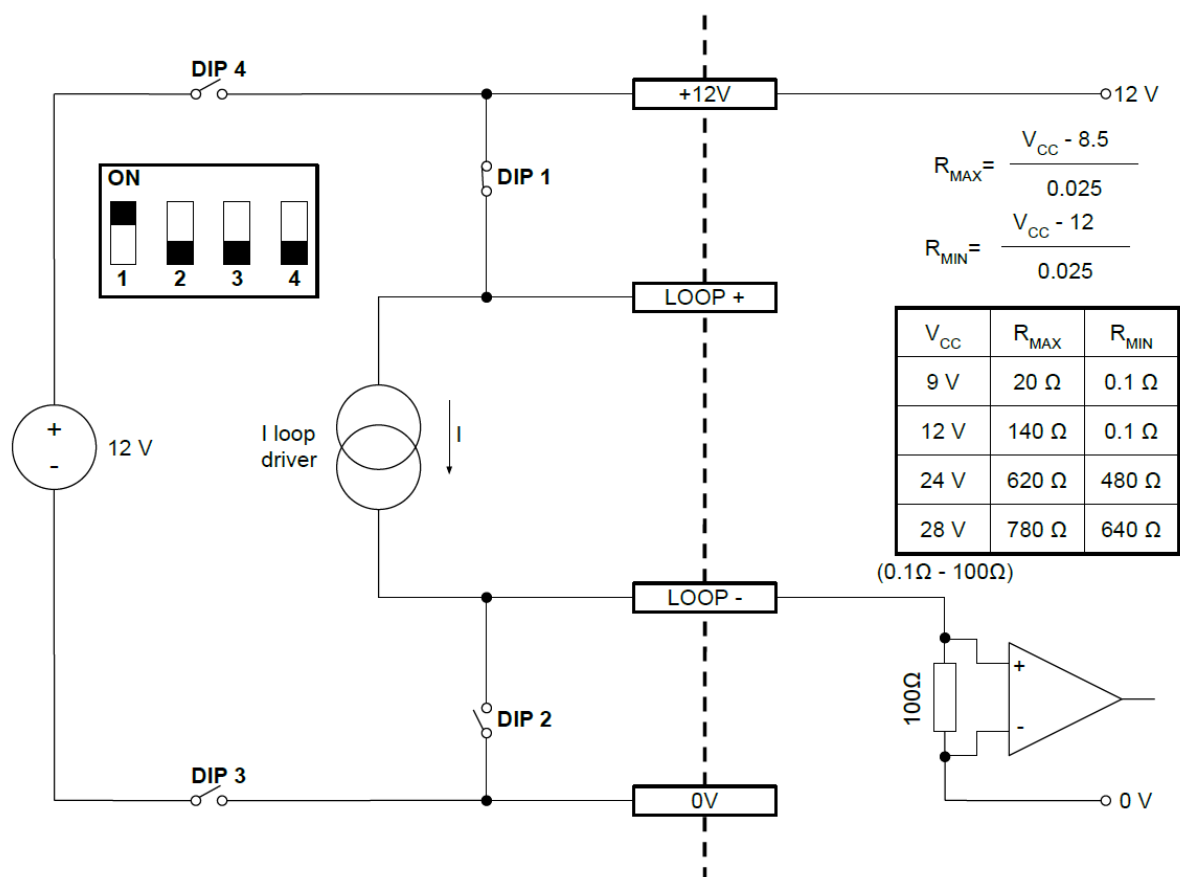 DIP 4
+12V
12 V
ON
1 2 3 4
DIP 1
R_MAX= V_CC - 8.5
0.025
R_MIN= V_CC - 12
0.025
LOOP +
V_CC R_MAX R_MIN
9 V 20 Ω 0.1 Ω
12 V 140 Ω 0.1 Ω
24 V 620 Ω 480 Ω
28 V 780 Ω 640 Ω
+
-
12 V
I loop
driver
I
(0.1Ω - 100Ω)
LOOP -
100Ω
+
-
DIP 2
DIP 3
0V
0 V